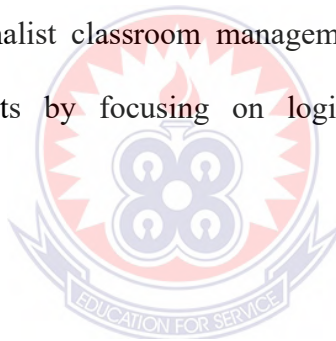 nalist classroom managem
ts by focusing on logi
EDUCATION FOR SERVICE